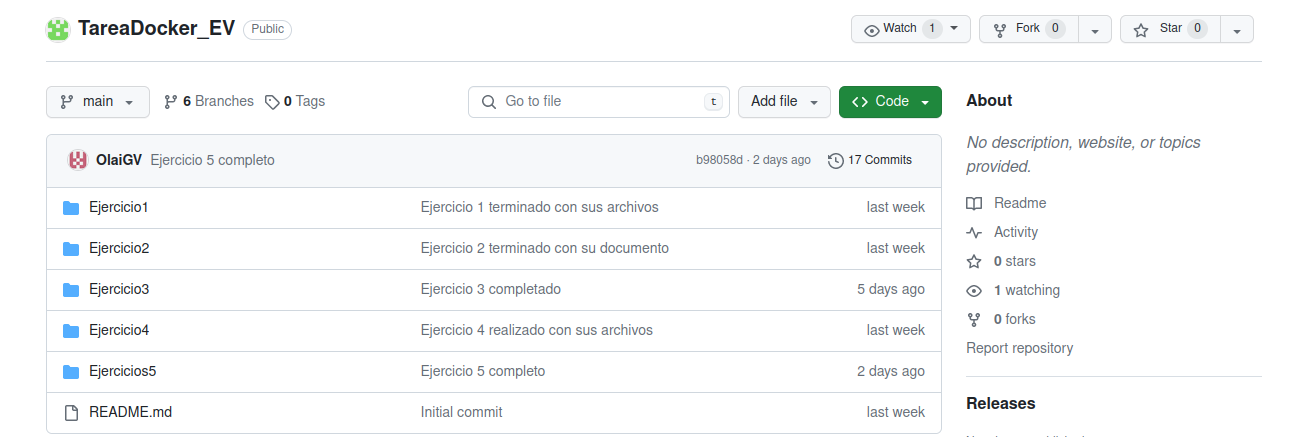 TareaDocker_EV Public Watch 1 Fork 0 Star 0
main 6 Branches 0 Tags Go to file t Add file Code
OlaiGV Ejercicio 5 completo b98058d · 2 days ago 17 Commits
Ejercicio1 Ejercicio 1 terminado con sus archivos last week
Ejercicio2 Ejercicio 2 terminado con su documento last week
Ejercicio3 Ejercicio 3 completado 5 days ago
Ejercicio4 Ejercicio 4 realizado con sus archivos last week
Ejercicios5 Ejercicio 5 completo 2 days ago
README.md Initial commit last week
About
No description, website, or topics
provided.
Readme
Activity
0 stars
1 watching
0 forks
Report repository
Releases